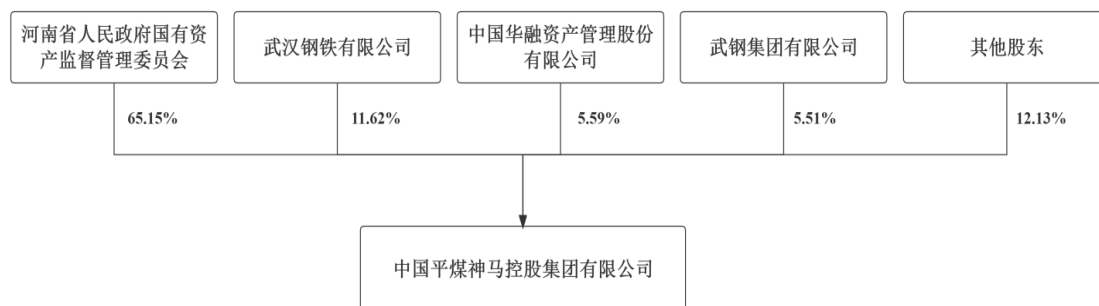 河南省人民政府国有资
产监督管理委员会
武汉钢铁有限公司
中国华融资产管理股份
有限公司
武钢集团有限公司
其他股东
65.15%
11.62%
5.59%
5.51%
12.13%
中国平煤神马控股集团有限公司